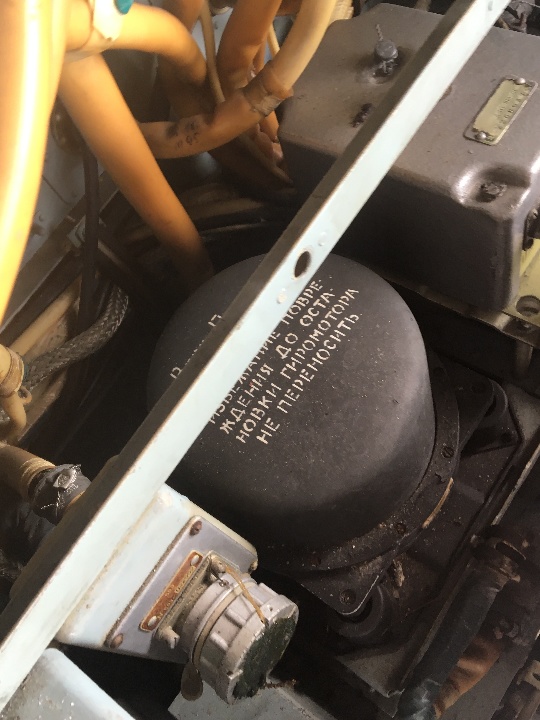 ИЗБЕЖАНИЕ ПОВРЕ-
ЖДЕНИЯ ДО ОСТА-
НОВКИ ГИРОМОТОРА
НЕ ПЕРЕНОСИТЬ